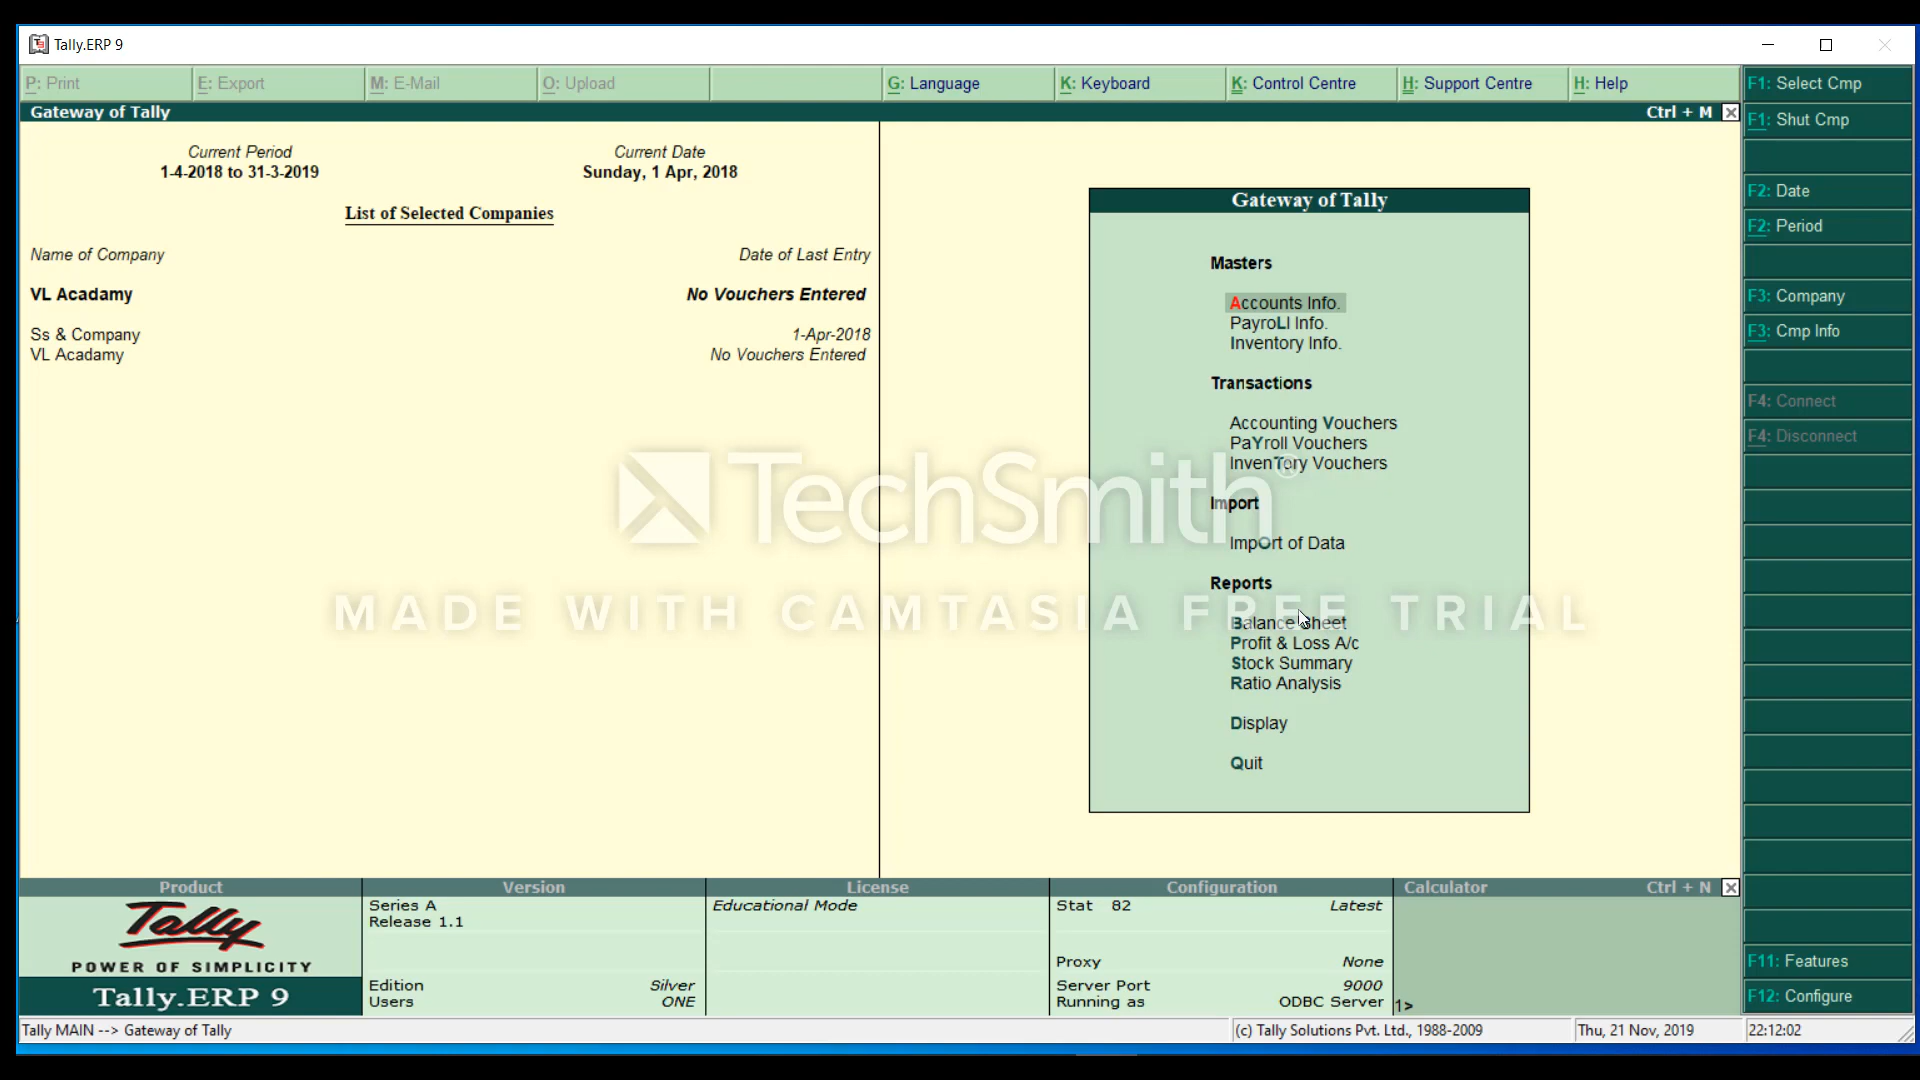 Tally.ERP 9
P: Print E: Export M: E-Mail O: Upload G: Language K: Keyboard K: Control Centre H: Support Centre H: Help
Gateway of Tally Ctrl + M
Current Period Current Date
1-4-2018 to 31-3-2019 Sunday, 1 Apr, 2018
List of Selected Companies
Name of Company Date of Last Entry
VL Acadamy No Vouchers Entered
Ss & Company 1-Apr-2018
VL Acadamy No Vouchers Entered
Gateway of Tally
Masters
Accounts Info.
PayroLl Info.
Inventory Info.
Transactions
Accounting Vouchers
PaYroll Vouchers
InvenTory Vouchers
Import
ImpOrt of Data
Reports
Balance Sheet
Profit & Loss A/c
Stock Summary
Ratio Analysis
Display
Quit
TechSmith®
MADE WITH CAMTASIA FREE TRIAL
F1: Select Cmp
F1: Shut Cmp
F2: Date
F2: Period
F3: Company
F3: Cmp Info
F4: Connect
F4: Disconnect
F11: Features
F12: Configure
Product Version License Configuration Calculator Ctrl + N
Tally
POWER OF SIMPLICITY
Tally.ERP 9
Series A
Release 1.1
Edition Silver
Users ONE
Educational Mode
Stat 82 Latest
Proxy None
Server Port 9000
Running as ODBC Server
1>
Tally MAIN --> Gateway of Tally (c) Tally Solutions Pvt. Ltd., 1988-2009 Thu, 21 Nov, 2019 22:12:02